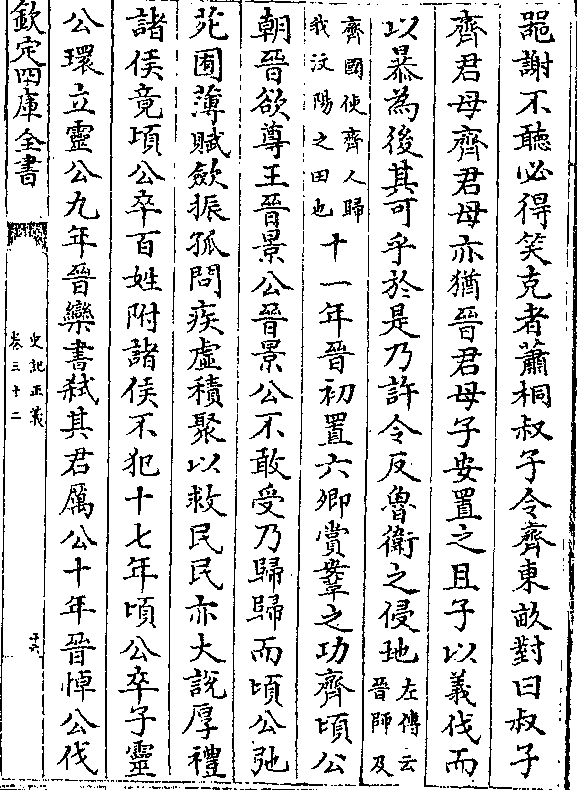 噐謝不聽必得笑克者蕭桐叔子令齊東畝對曰叔子
齊君母齊君母亦猶晉君母子安置之且子以義伐而
以暴為後其可乎於是乃許令反魯衛之侵地左傳云晉師及
齊國使齊人歸我汶陽之田也十一年晉初置六卿賞鞌之功齊頃公
朝晉欲尊王晉景公晉景公不敢受乃歸歸而頃公弛
苑囿薄賦斂振孤問疾虛積聚以救民民亦大說厚禮
諸侯竟頃公卒百姓附諸侯不犯十七年頃公卒子靈
公環立靈公九年晉欒書弒其君厲公十年晉悼公伐
欽定四庫全書
史記正義
卷三十二
十六